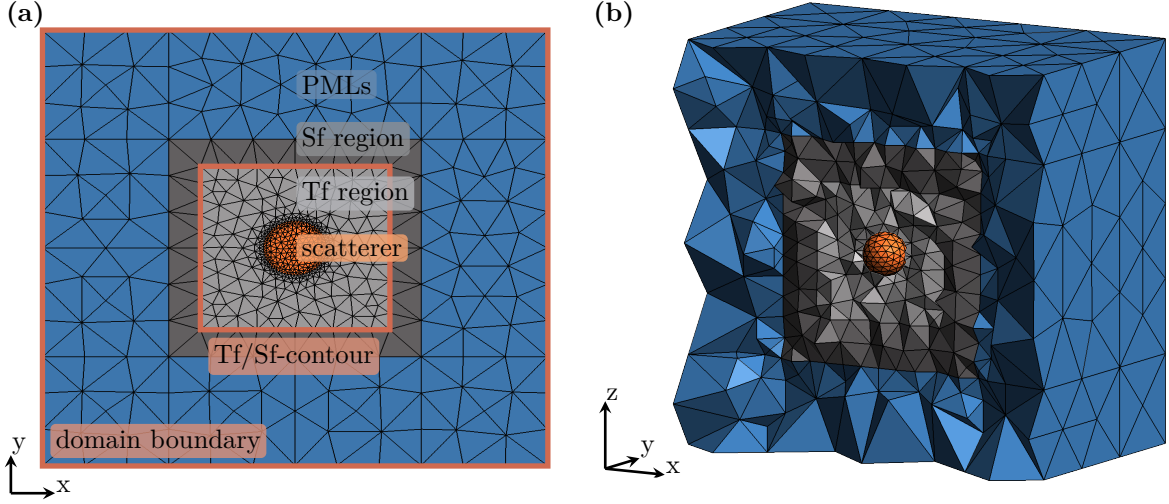 (a)
PMLs
Sf region
Tf region
scatterer
Tf/Sf-contour
domain boundary
y
x
(b)
z
y
x